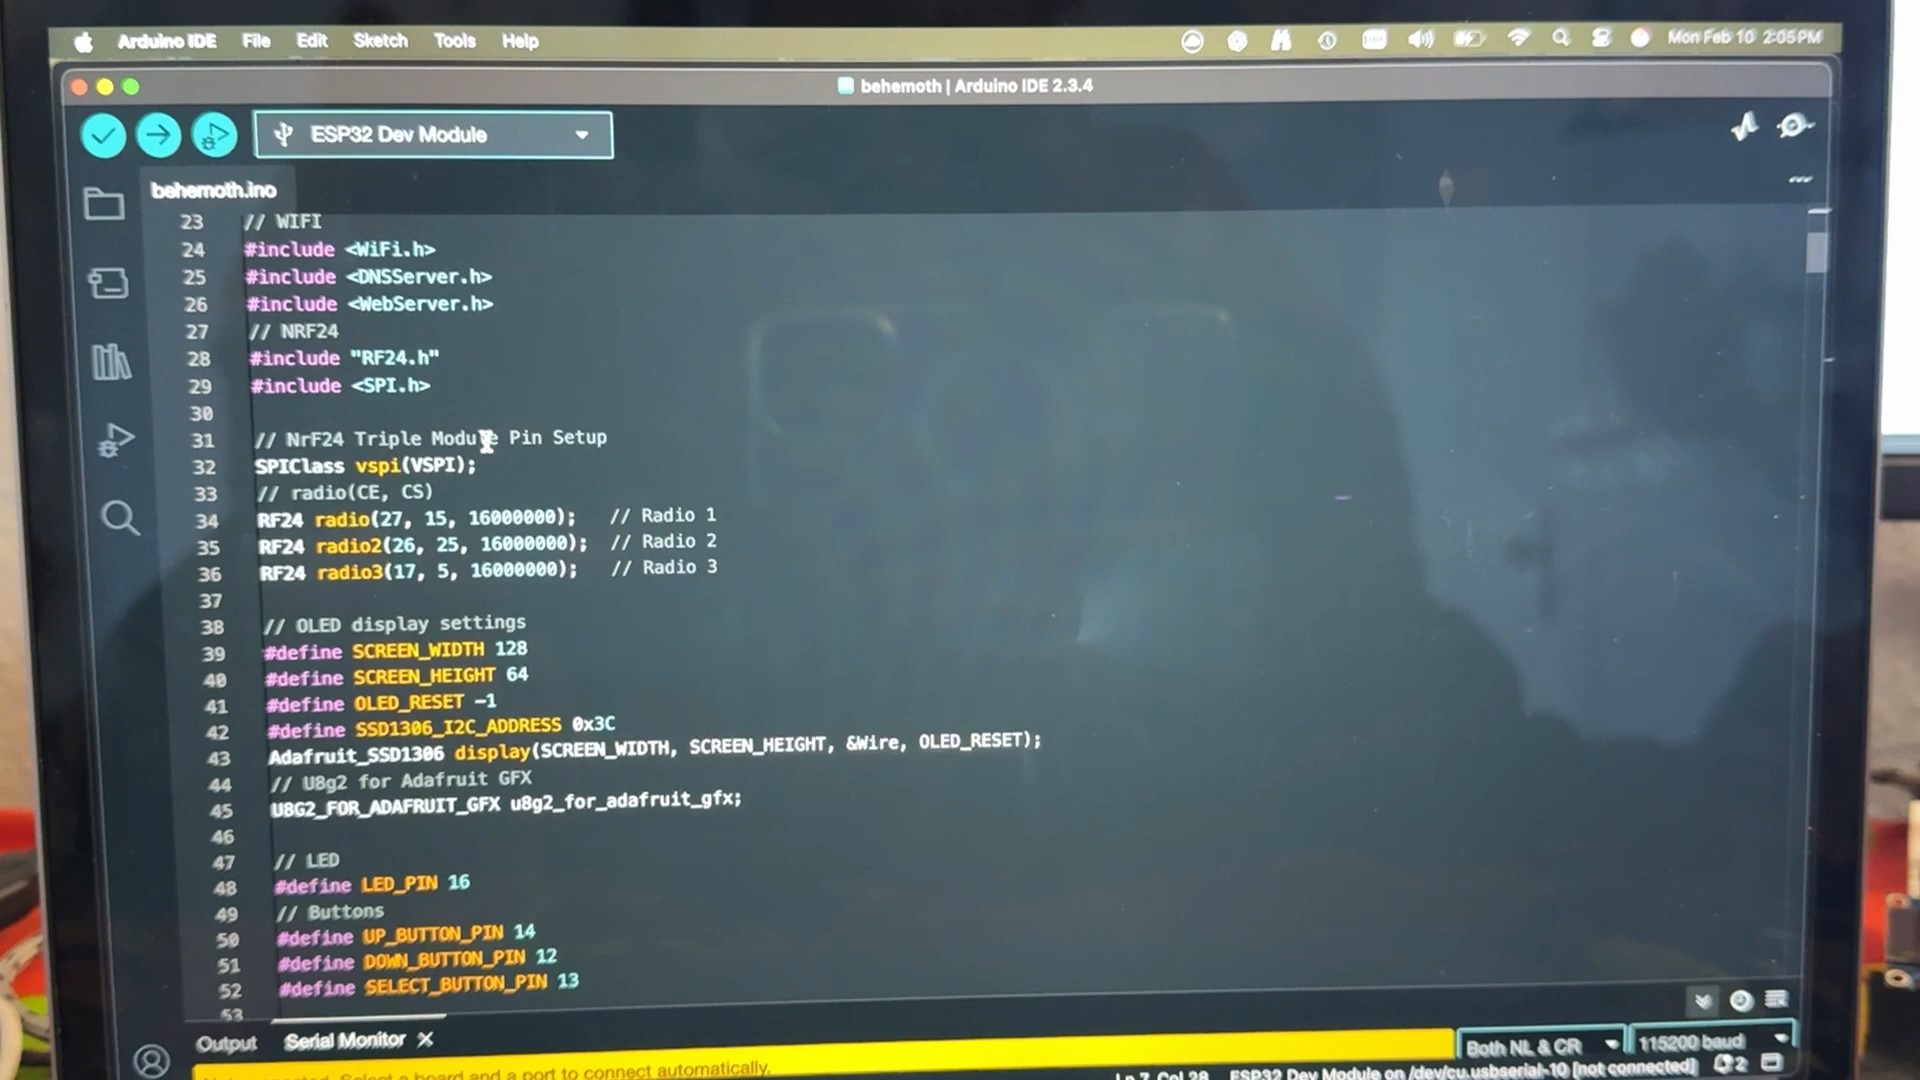 Arduino IDE File Edit Sketch Tools Help Mon Feb 10 2:05 PM
behemoth | Arduino IDE 2.3.4
ESP32 Dev Module
behemoth.ino
23 // WIFI
24 #include <WiFi.h>
25 #include <DNSServer.h>
26 #include <WebServer.h>
27 // NRF24
28 #include "RF24.h"
29 #include <SPI.h>
30
31 // NrF24 Triple Module Pin Setup
32 SPIClass vspi(VSPI);
33 // radio(CE, CS)
34 RF24 radio(27, 15, 16000000); // Radio 1
35 RF24 radio2(26, 25, 16000000); // Radio 2
36 RF24 radio3(17, 5, 16000000); // Radio 3
37
38 // OLED display settings
39 #define SCREEN_WIDTH 128
40 #define SCREEN_HEIGHT 64
41 #define OLED_RESET -1
42 #define SSD1306_I2C_ADDRESS 0x3C
43 Adafruit_SSD1306 display(SCREEN_WIDTH, SCREEN_HEIGHT, &Wire, OLED_RESET);
44 // U8g2 for Adafruit GFX
45 U8G2_FOR_ADAFRUIT_GFX u8g2_for_adafruit_gfx;
46
47 // LED
48 #define LED_PIN 16
49 // Buttons
50 #define UP_BUTTON_PIN 14
51 #define DOWN_BUTTON_PIN 12
52 #define SELECT_BUTTON_PIN 13
53
Output Serial Monitor X
Select a board and a port to connect automatically. Both NL & CR 115200 baud
Ln 7, Col 28 ESP32 Dev Module on /dev/cu.usbserial-10 [not connected] 2